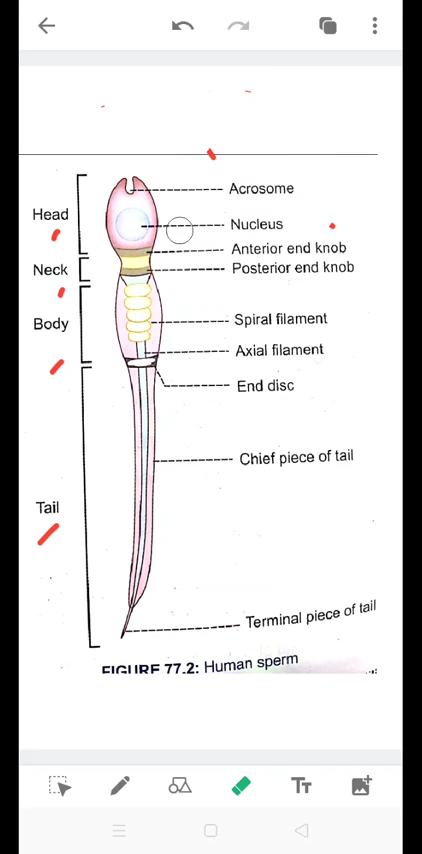 Acrosome
Head
Nucleus
Anterior end knob
Neck
Posterior end knob
Body
Spiral filament
Axial filament
End disc
Chief piece of tail
Tail
Terminal piece of tail
FIGURE 77.2: Human sperm
Tт